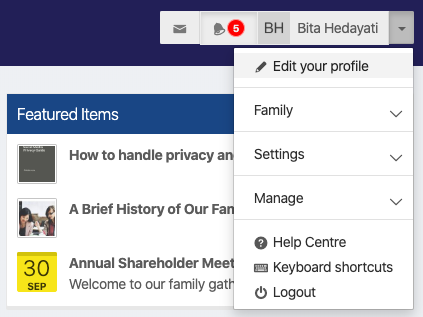 5 BH Bita Hedayati
Edit your profile
Featured Items
Family
How to handle privacy an
Settings
A Brief History of Our Fan
Manage
30
SEP
Annual Shareholder Meet
Welcome to our family gath
Help Centre
Keyboard shortcuts
Logout